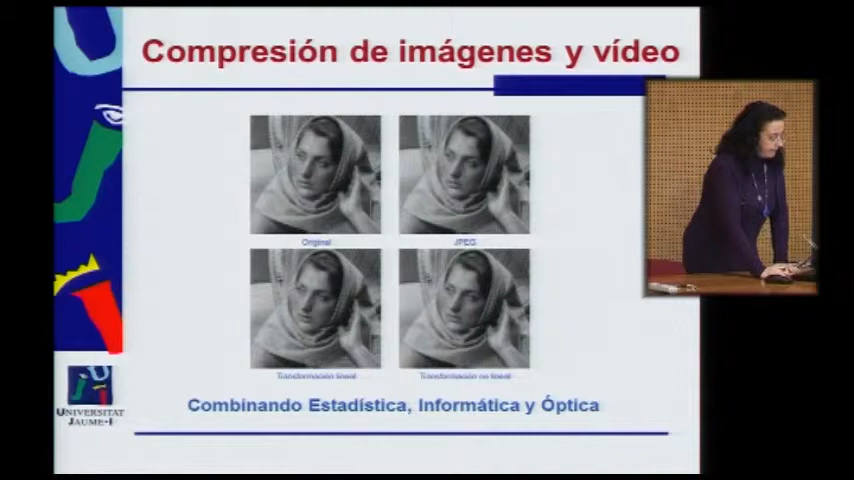 Compresión de imágenes y vídeo
Original
JPEG
Transformación lineal
Transformación no lineal
Combinando Estadística, Informática y Óptica
UNIVERSITAT
JAUME·I